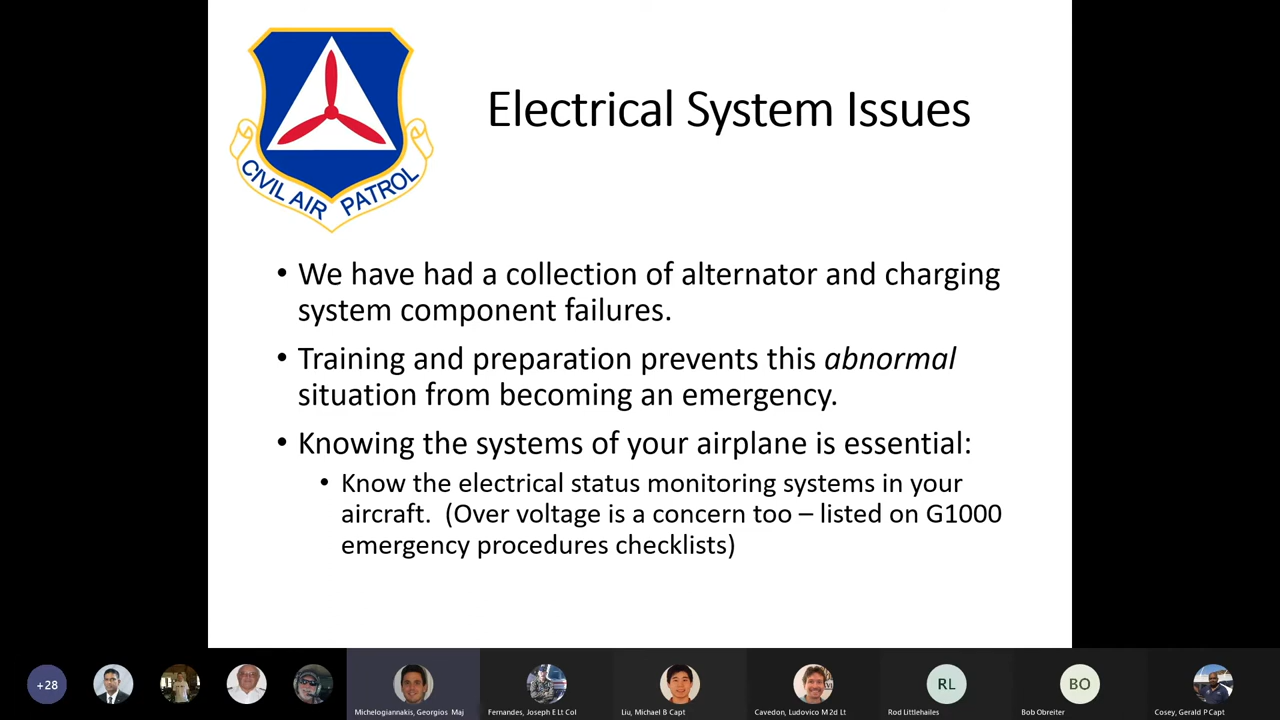 CIVIL AIR PATROL
Electrical System Issues
• We have had a collection of alternator and charging
system component failures.
• Training and preparation prevents this abnormal
situation from becoming an emergency.
• Knowing the systems of your airplane is essential:
• Know the electrical status monitoring systems in your
aircraft.  (Over voltage is a concern too – listed on G1000
emergency procedures checklists)
+28
RL
BO
Michelogiannakis, Georgios Maj
Fernandes, Joseph E Lt Col
Liu, Michael B Capt
Cavedon, Ludovico M 2d Lt
Rod Littlehailes
Bob Obreiter
Cosey, Gerald P Capt